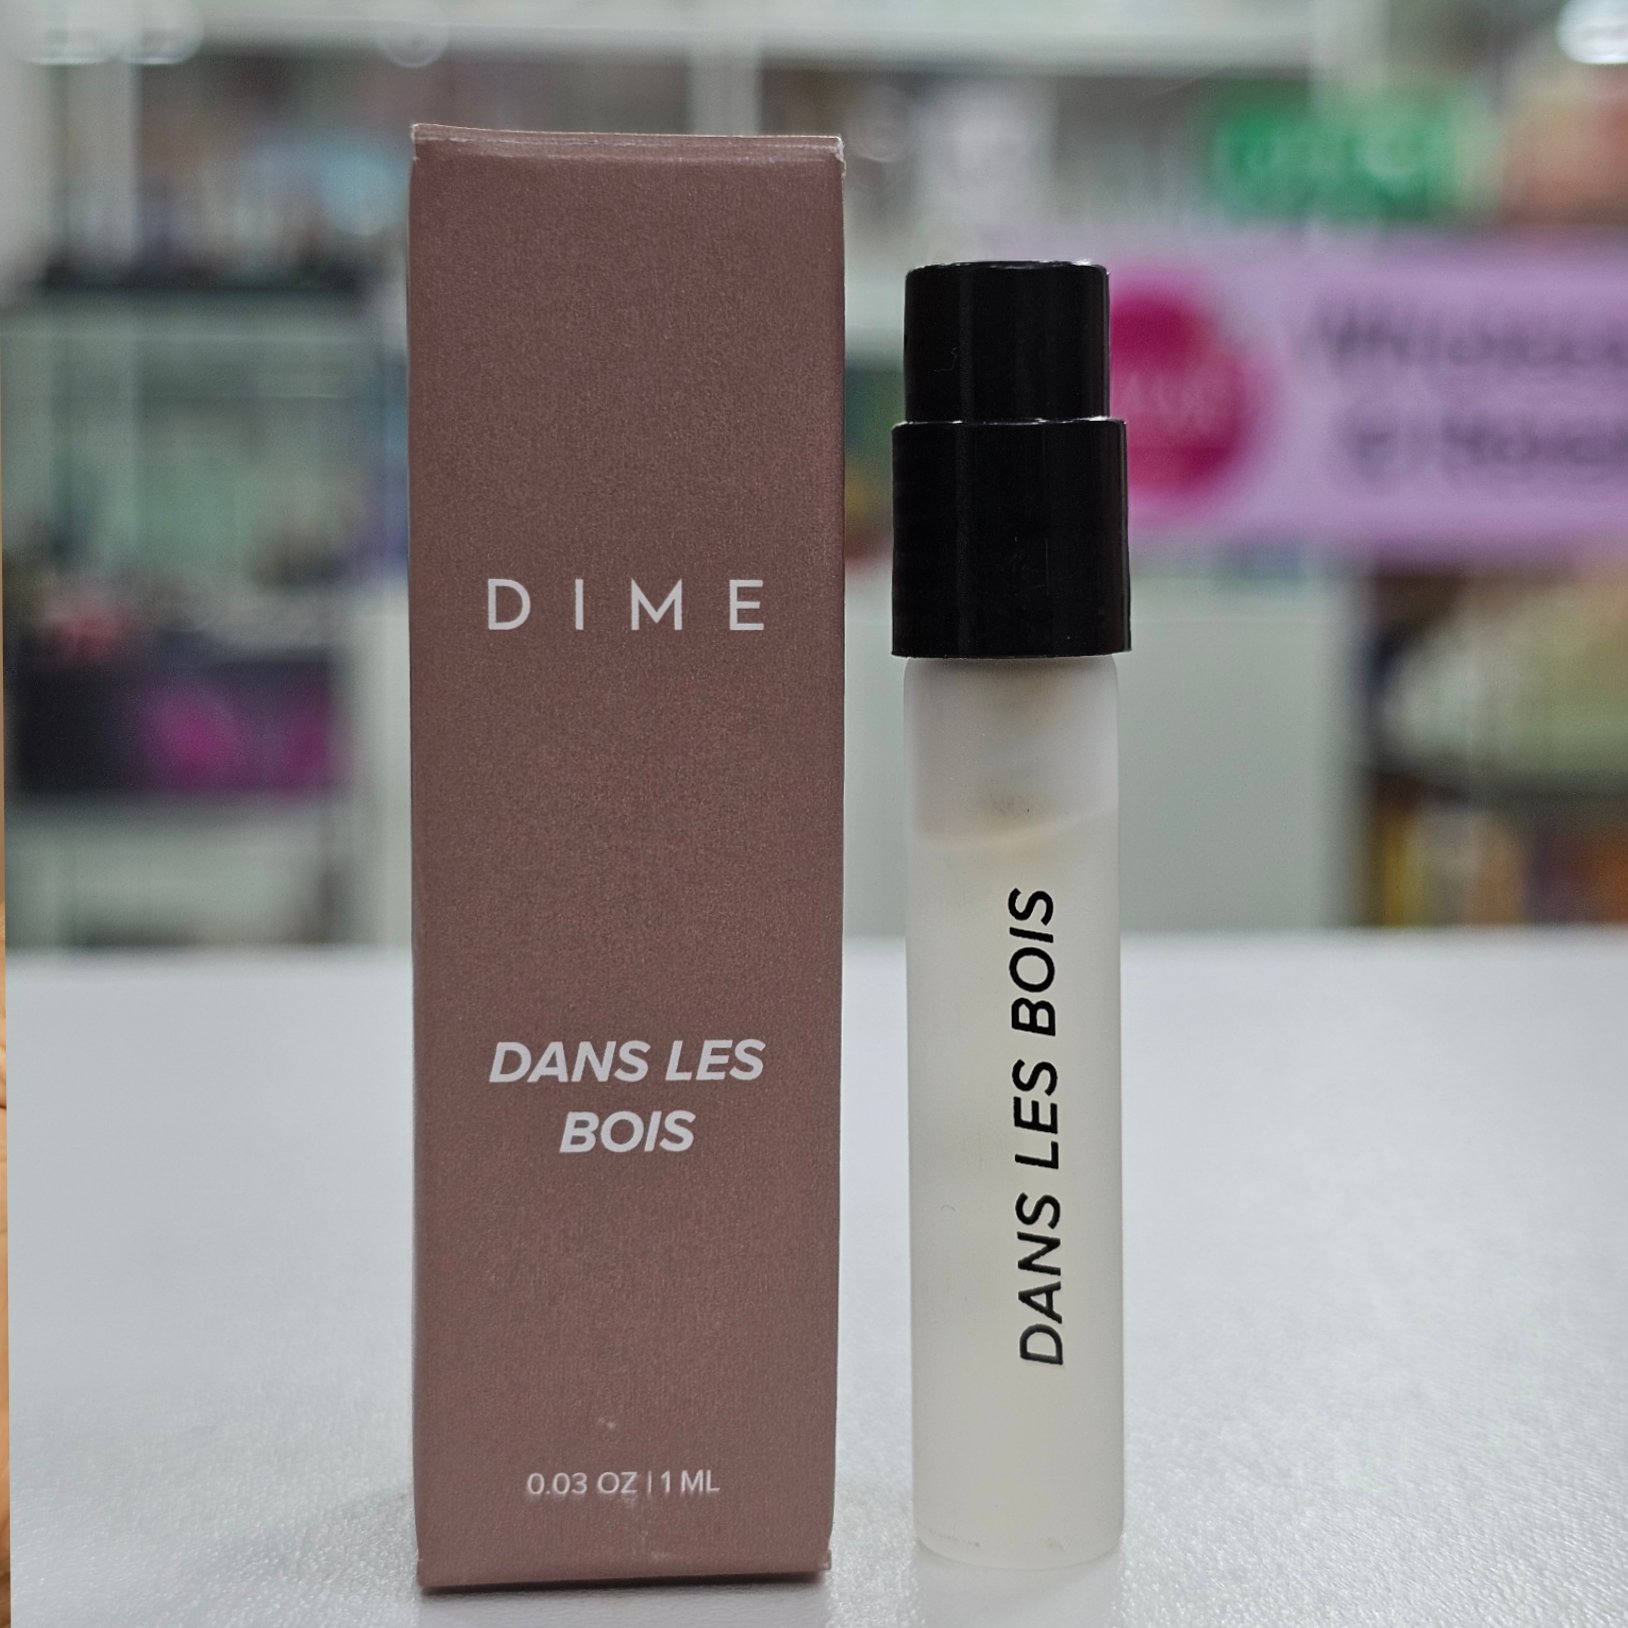 DIME
DANS LES
BOIS
0.03 OZ | 1 ML
DANS LES BOIS